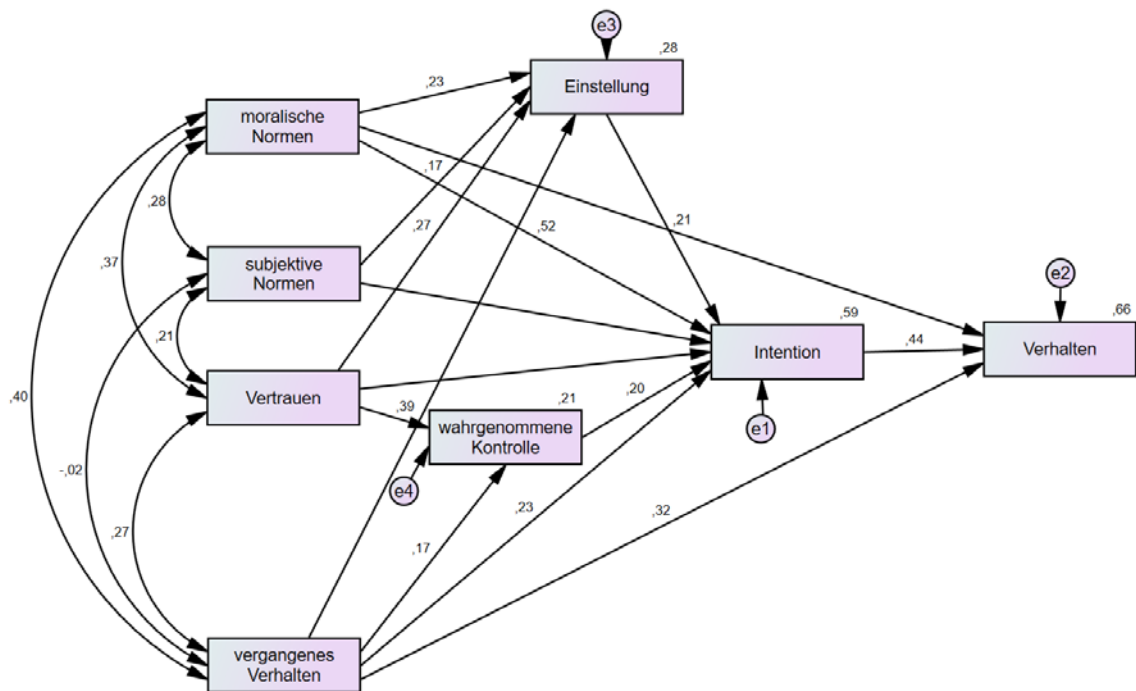 e3
,28
Einstellung
,23
moralische
Normen
,17
,28
,27
,52
,21
,37
subjektive
Normen
e2
,59
,66
,21
Intention
,44
Verhalten
Vertrauen
,40
,39
,21
,20
wahrgenommene
Kontrolle
e1
-,02
e4
,23
,32
,27
,17
vergangenes
Verhalten